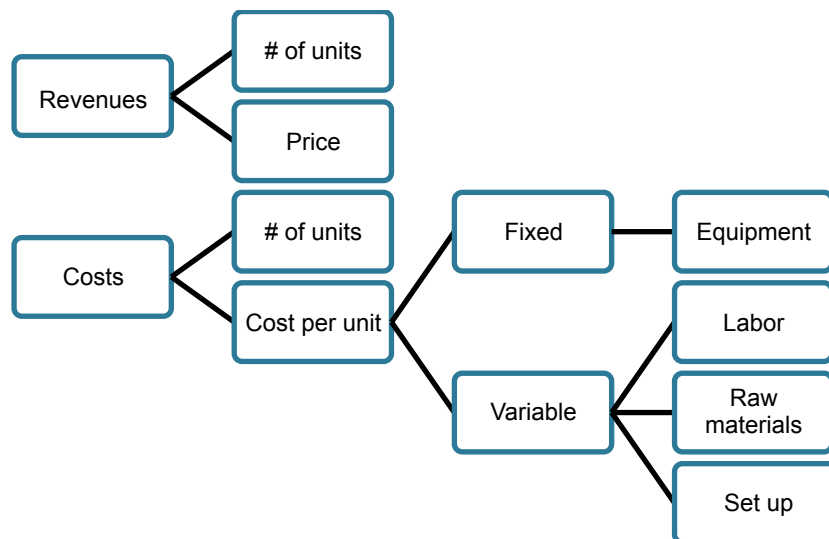 # of units
Revenues
Price
# of units
Fixed
Equipment
Costs
Cost per unit
Labor
Variable
Raw
materials
Set up